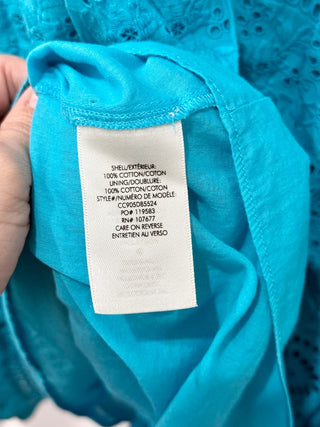 SHELL/EXTÉRIEUR:
100% COTTON/COTON
LINING/DOUBLURE:
100% COTTON/COTON
STYLE#/NUMÉRO DE MODÈLE:
CC905DB5524
PO# 119583
RN# 107677
CARE ON REVERSE
ENTRETIEN AU VERSO